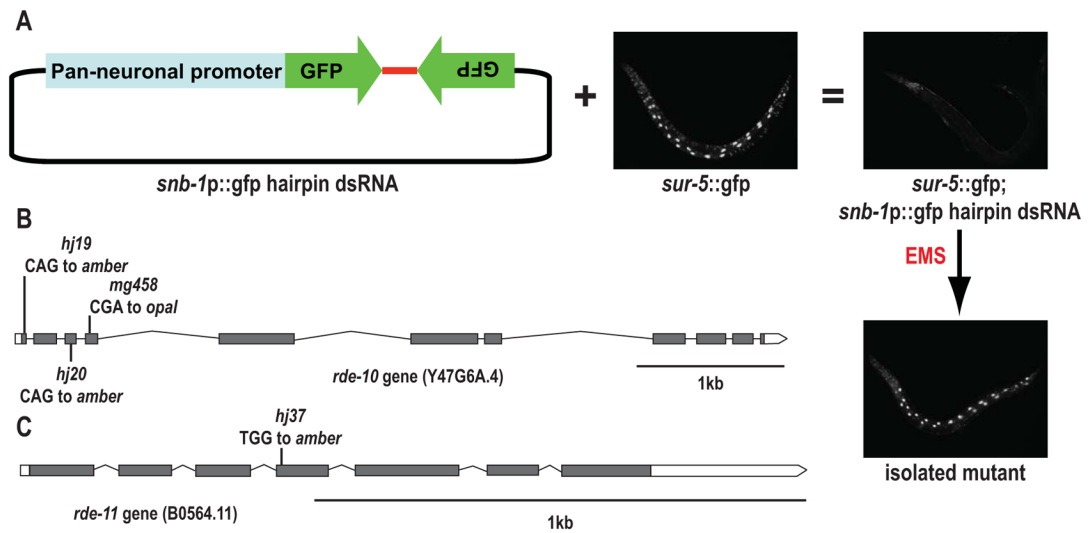 A
Pan-neuronal promoter GFP GFP
+
=
snb-1p::gfp hairpin dsRNA
sur-5::gfp
sur-5::gfp;
snb-1p::gfp hairpin dsRNA
EMS
isolated mutant
B
hj19
CAG to amber
mg458
CGA to opal
hj20
CAG to amber
rde-10 gene (Y47G6A.4)
1kb
C
hj37
TGG to amber
rde-11 gene (B0564.11)
1kb